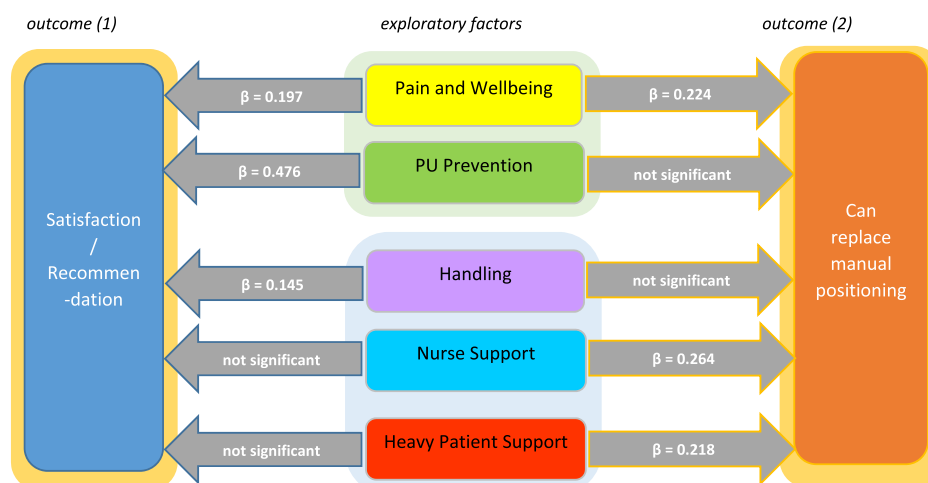 outcome (1)
exploratory factors
outcome (2)
Pain and Wellbeing
β = 0.197
β = 0.224
PU Prevention
β = 0.476
not significant
Satisfaction
/
Recommen
-dation
Can
replace
manual
positioning
Handling
β = 0.145
not significant
Nurse Support
not significant
β = 0.264
Heavy Patient Support
not significant
β = 0.218